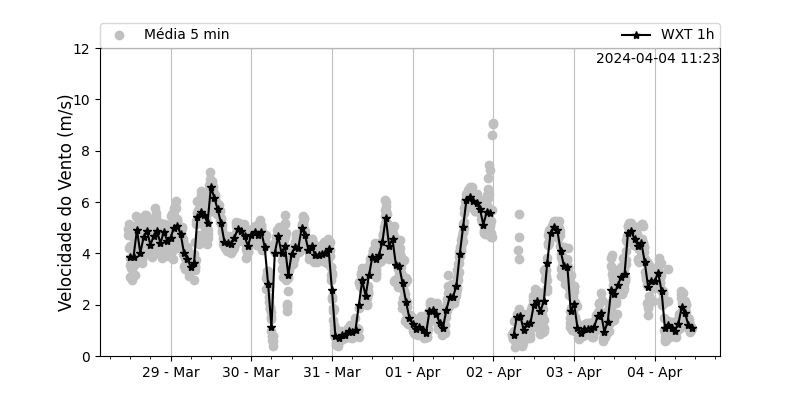 Média 5 min
WXT 1h
2024-04-04 11:23
Velocidade do Vento (m/s)
12
10
8
6
4
2
0
29 - Mar
30 - Mar
31 - Mar
01 - Apr
02 - Apr
03 - Apr
04 - Apr